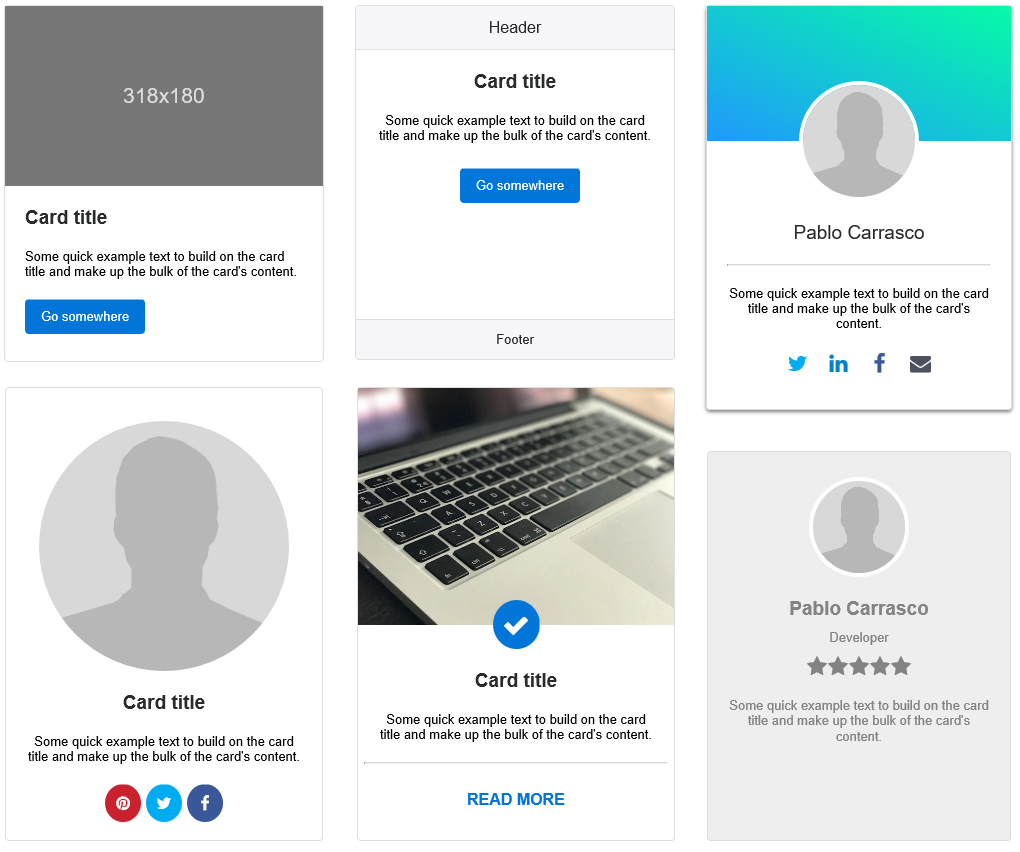 318x180
Card title
Some quick example text to build on the card
title and make up the bulk of the card's content.
Go somewhere
Header
Card title
Some quick example text to build on the card
title and make up the bulk of the card's content.
Go somewhere
Footer
Pablo Carrasco
Some quick example text to build on the card
title and make up the bulk of the card's
content.
Card title
Some quick example text to build on the card
title and make up the bulk of the card's content.
Card title
Some quick example text to build on the card
title and make up the bulk of the card's content.
READ MORE
Pablo Carrasco
Developer
Some quick example text to build on the card
title and make up the bulk of the card's
content.